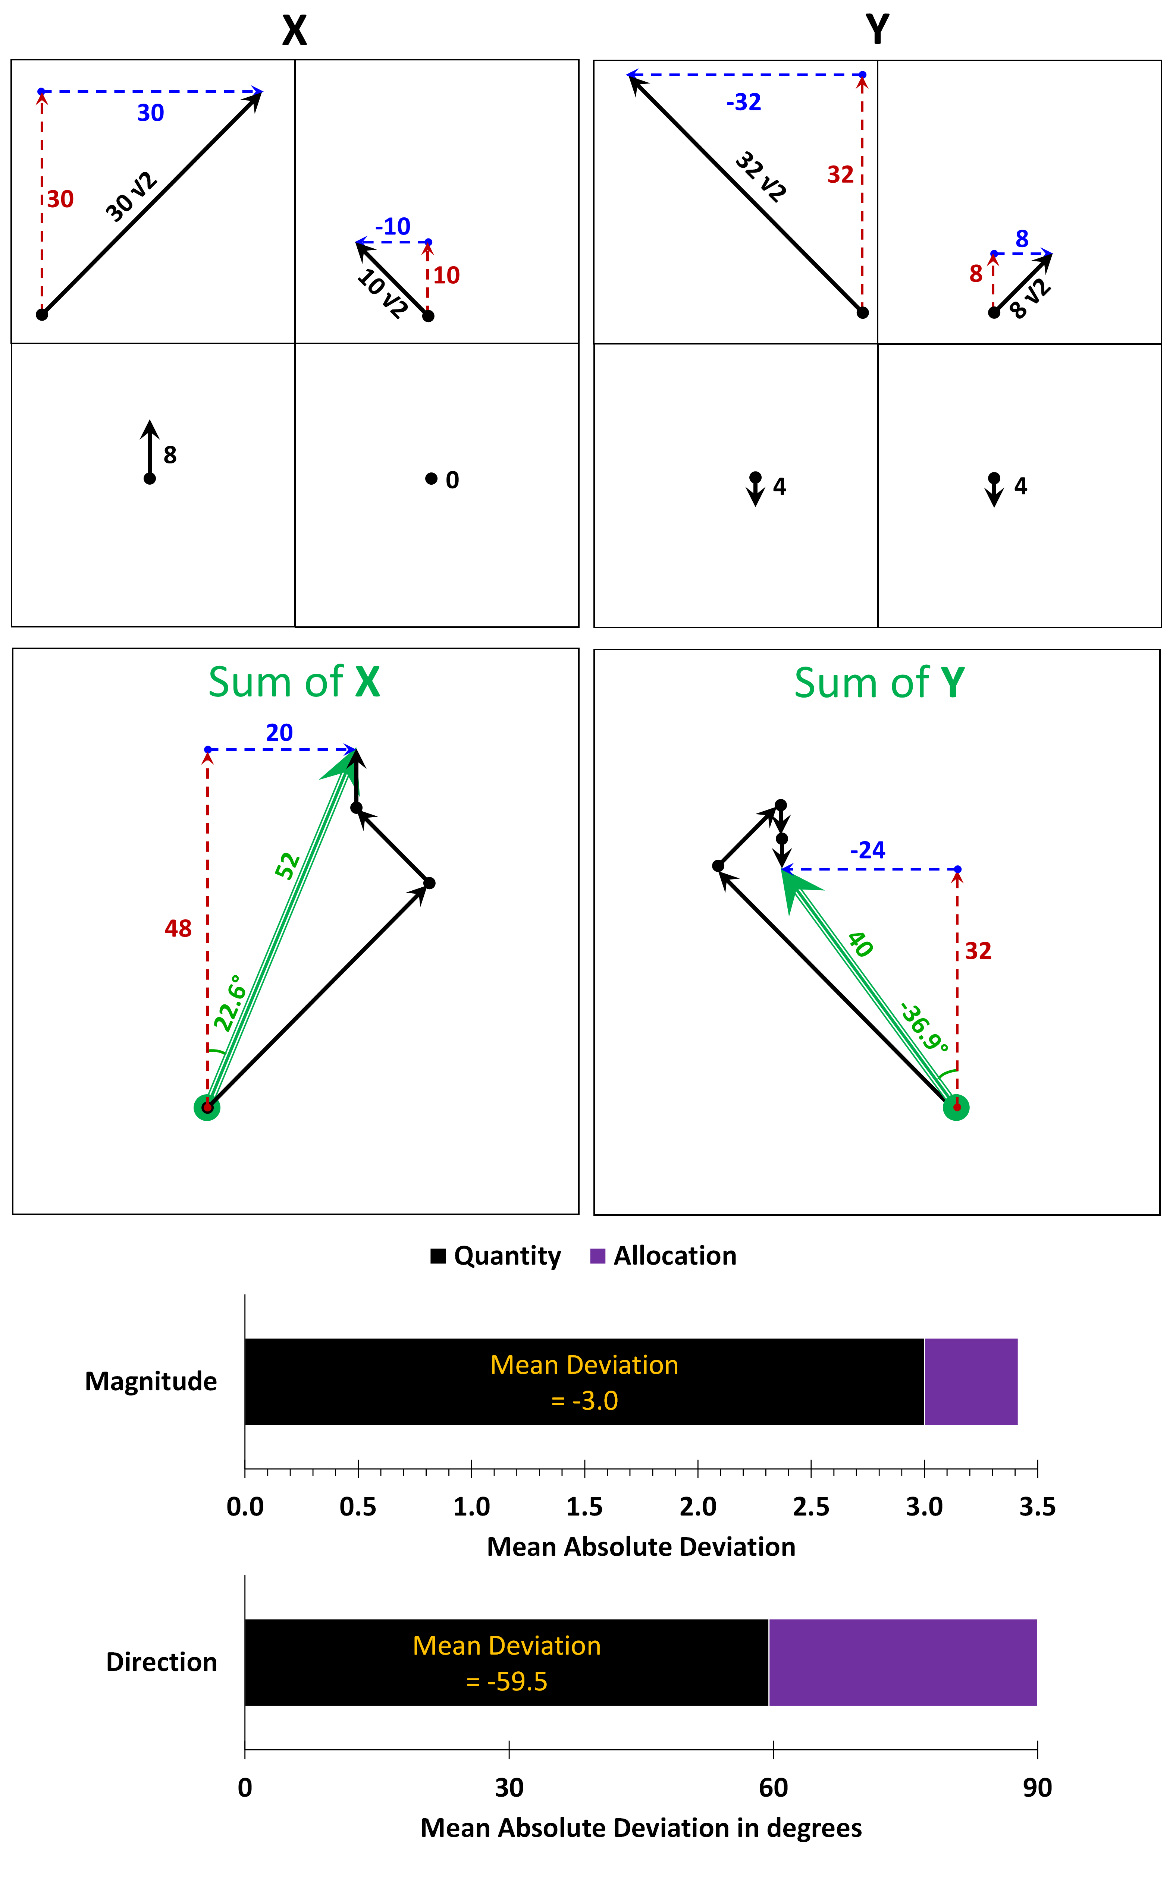 X
Y
30
30
30 √2
-10
10
10 √2
-32
32
32 √2
8
8
8 √2
8
0
4
4
Sum of X
20
48
52
22.6°
Sum of Y
-24
32
40
-36.9°
Quantity
Allocation
Magnitude
Mean Deviation
= -3.0
0.0 0.5 1.0 1.5 2.0 2.5 3.0 3.5
Mean Absolute Deviation
Direction
Mean Deviation
= -59.5
0 30 60 90
Mean Absolute Deviation in degrees